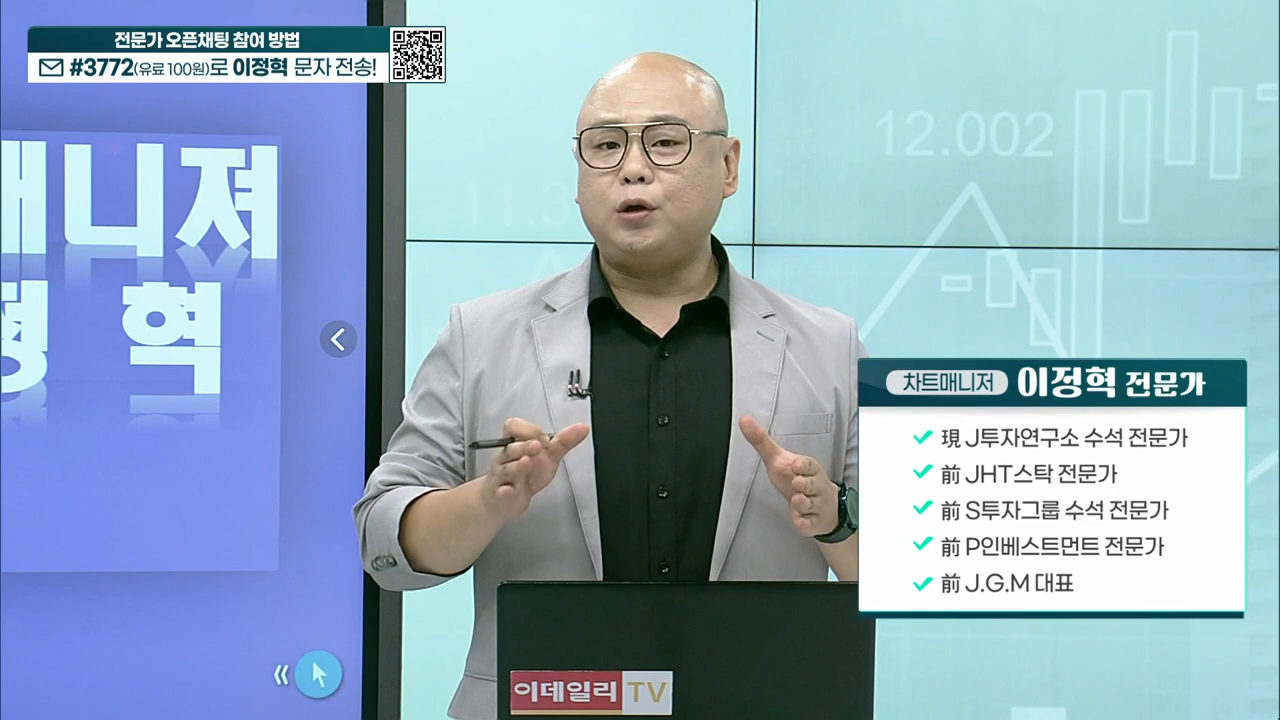 전문가 오픈채팅 참여 방법
#3772(유료 100원)로 이정혁 문자 전송!
매니져
정 혁
12.002
11.3
차트매니저 이정혁 전문가
現 J투자연구소 수석 전문가
前 JHT스탁 전문가
前 S투자그룹 수석 전문가
前 P인베스트먼트 전문가
前 J.G.M 대표
이데일리 TV